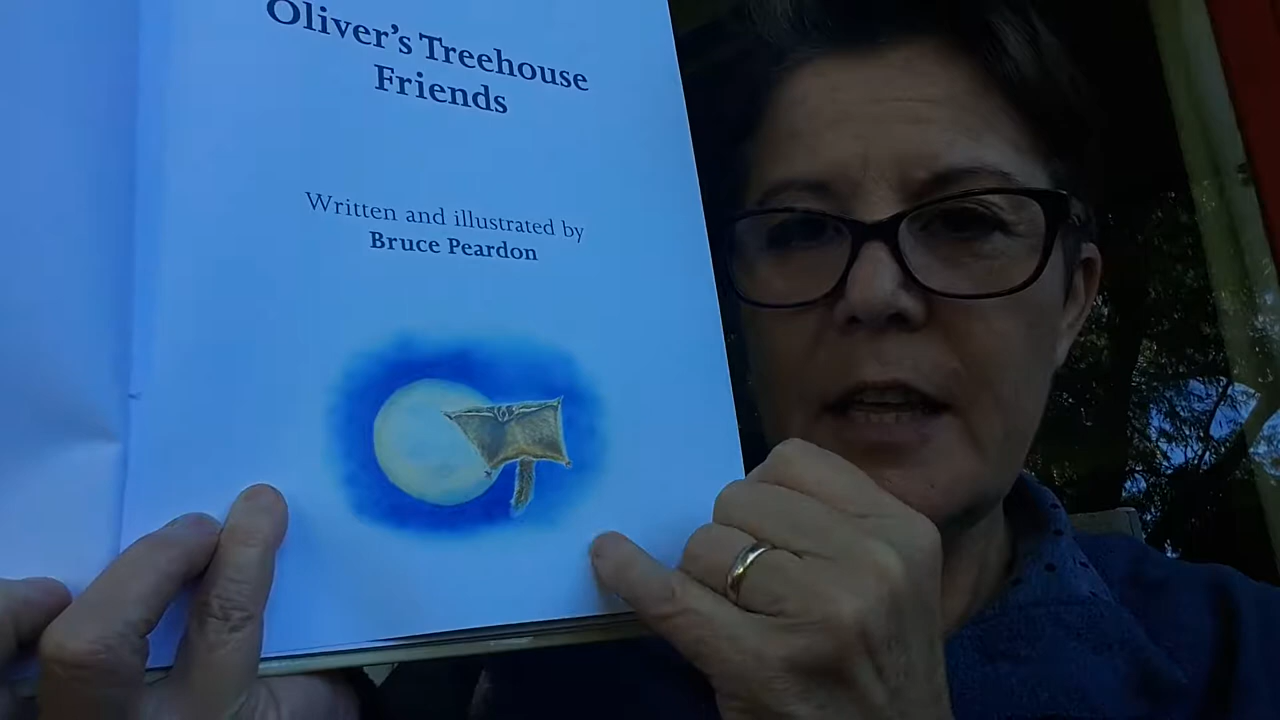 Oliver's Treehouse
Friends
Written and illustrated by
Bruce Peardon